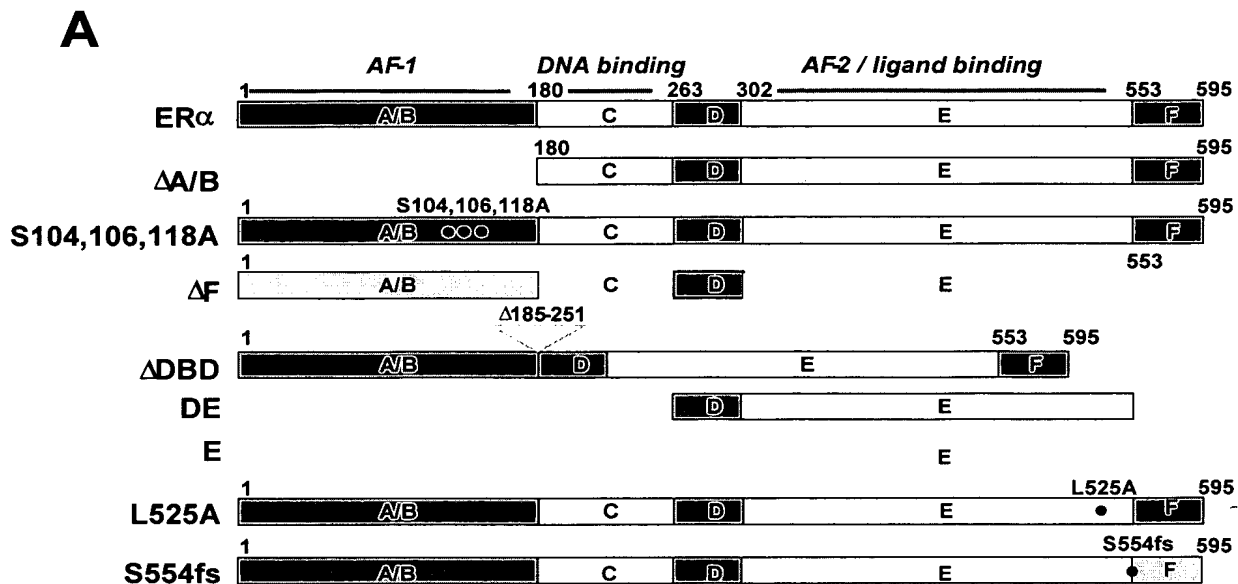 A
AF-1 DNA binding AF-2 / ligand binding
1 180 263 302 553 595
ERα A/B C D E F
180 595
ΔA/B C D E F
1 S104,106,118A 595
S104,106,118A A/B C D E F
1 553
ΔF A/B C D E
Δ185-251
1 553 595
ΔDBD A/B D E F
DE D E
E E
1 L525A 595
L525A A/B C D E F
1 S554fs 595
S554fs A/B C D E F